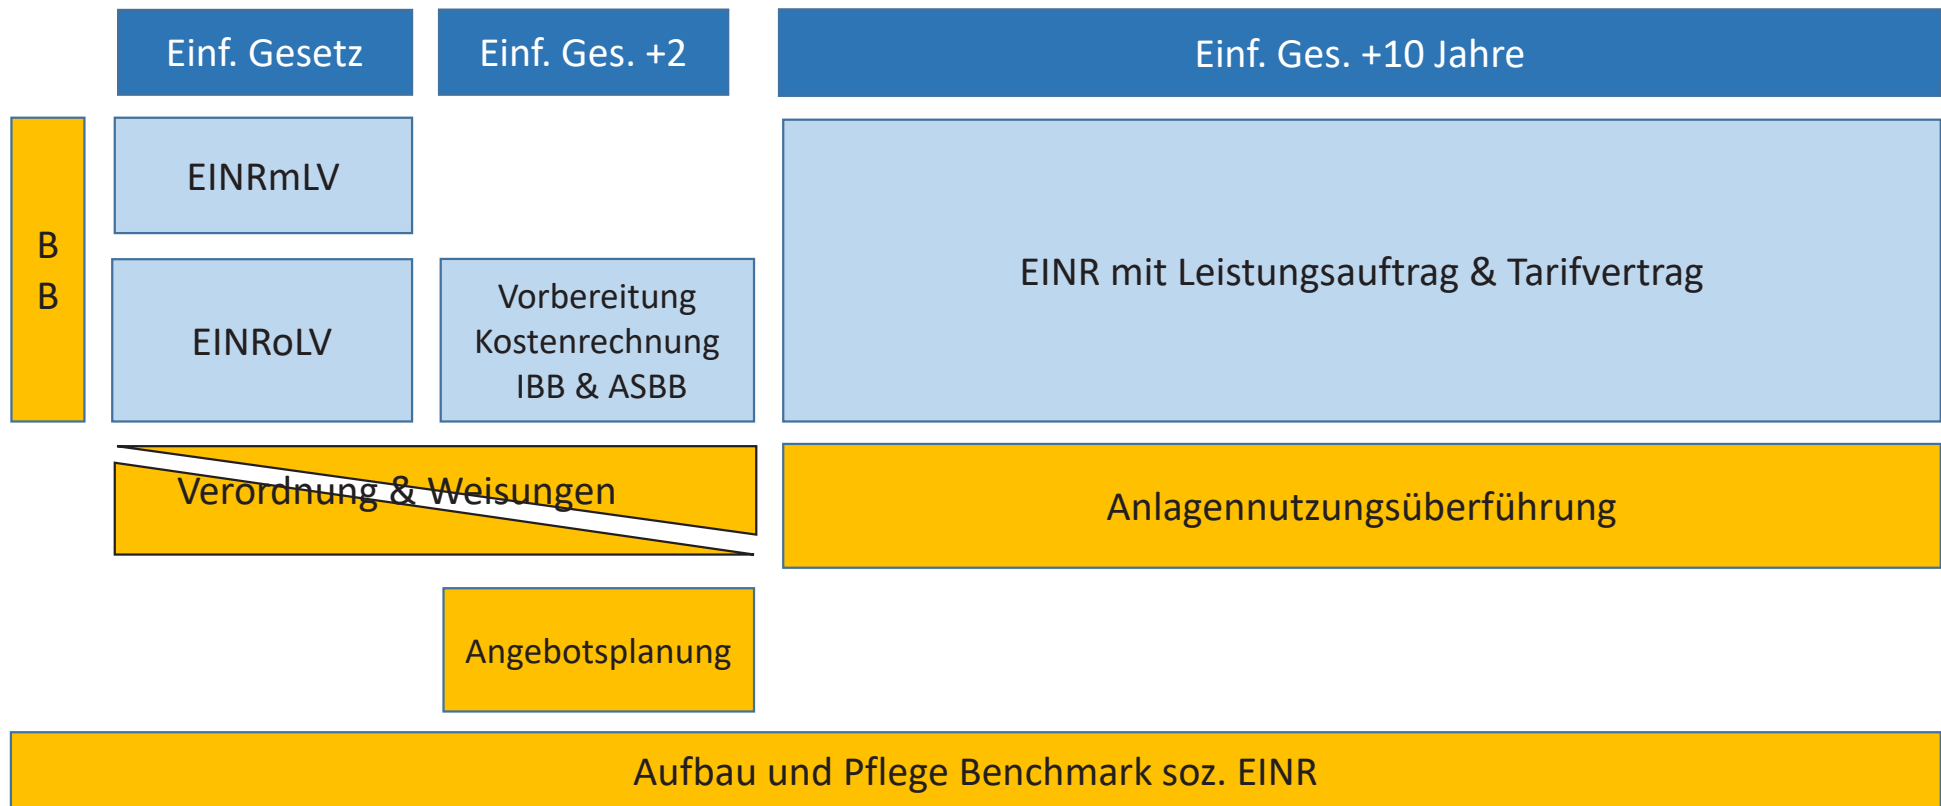 Einf. Gesetz
Einf. Ges. +2
Einf. Ges. +10 Jahre
B
B
EINRmLV
EINRoLV
Vorbereitung
Kostenrechnung
IBB & ASBB
EINR mit Leistungsauftrag & Tarifvertrag
Verordnung & Weisungen
Anlagennutzungsüberführung
Angebotsplanung
Aufbau und Pflege Benchmark soz. EINR